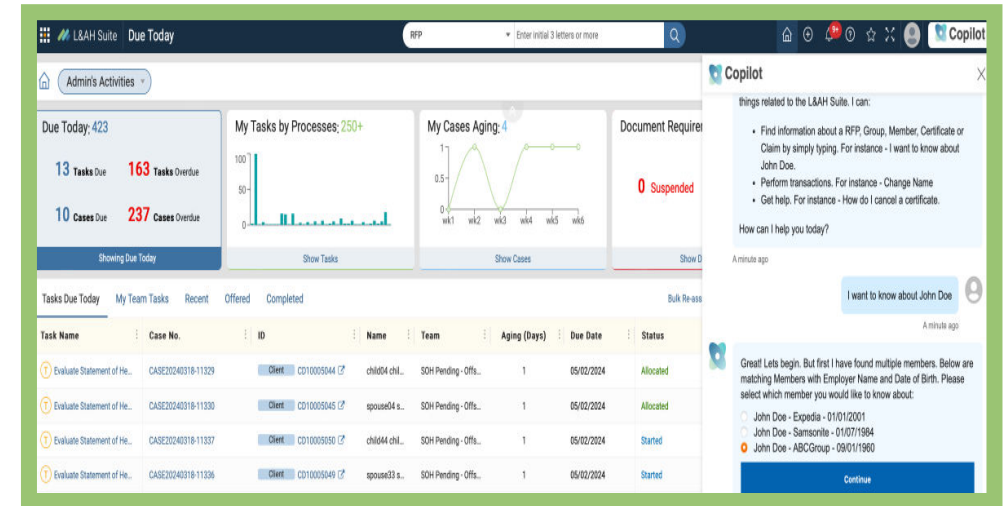 L&AH Suite Due Today RFP Enter initial 3 letters or more Copilot
Admin's Activities
Due Today: 423
13 Tasks Due 163 Tasks Overdue
10 Cases Due 237 Cases Overdue
Showing Due Today
My Tasks by Processes: 250+
100
50
0
Show Tasks
My Cases Aging: 4
1
0.5
0
wk1 wk2 wk3 wk4 wk5 wk6
Show Cases
Document Requirer
0 Suspended
Show D
Tasks Due Today My Team Tasks Recent Offered Completed Bulk Re-ass
Task Name Case No. ID Name Team Aging (Days) Due Date Status
T Evaluate Statement of He... CASE20240318-11329 Client CD10005044 child04 chil... SOH Pending - Offs... 1 05/02/2024 Allocated
T Evaluate Statement of He... CASE20240318-11330 Client CD10005045 spouse04 s... SOH Pending - Offs... 1 05/02/2024 Allocated
T Evaluate Statement of He... CASE20240318-11337 Client CD10005050 child44 chil... SOH Pending - Offs... 1 05/02/2024 Started
T Evaluate Statement of He... CASE20240318-11336 Client CD10005049 spouse33 s... SOH Pending - Offs... 1 05/02/2024 Started
Copilot
things related to the L&AH Suite. I can:
• Find information about a RFP, Group, Member, Certificate or
Claim by simply typing. For instance - I want to know about
John Doe.
• Perform transactions. For instance - Change Name
• Get help. For instance - How do I cancel a certificate.
How can I help you today?
A minute ago
I want to know about John Doe
A minute ago
Great! Lets begin. But first I have found multiple members. Below are
matching Members with Employer Name and Date of Birth. Please
select which member you would like to know about:
John Doe - Expedia - 01/01/2001
John Doe - Samsonite - 01/07/1984
John Doe - ABCGroup - 09/01/1960
Continue